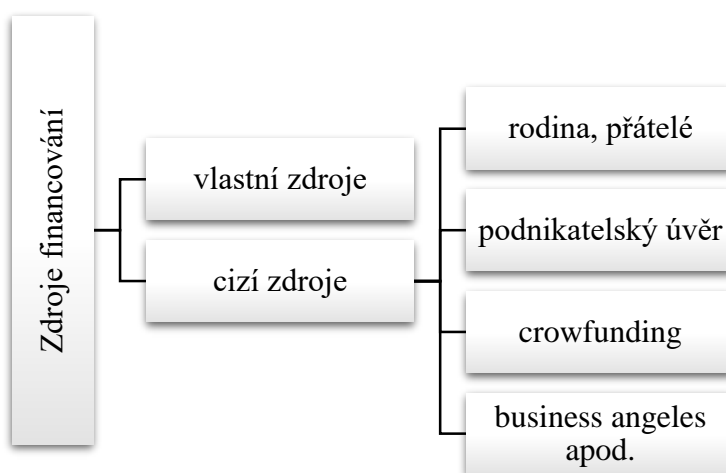 Zdroje financování
vlastní zdroje
cizí zdroje
rodina, přátelé
podnikatelský úvěr
crowfunding
business angeles
apod.